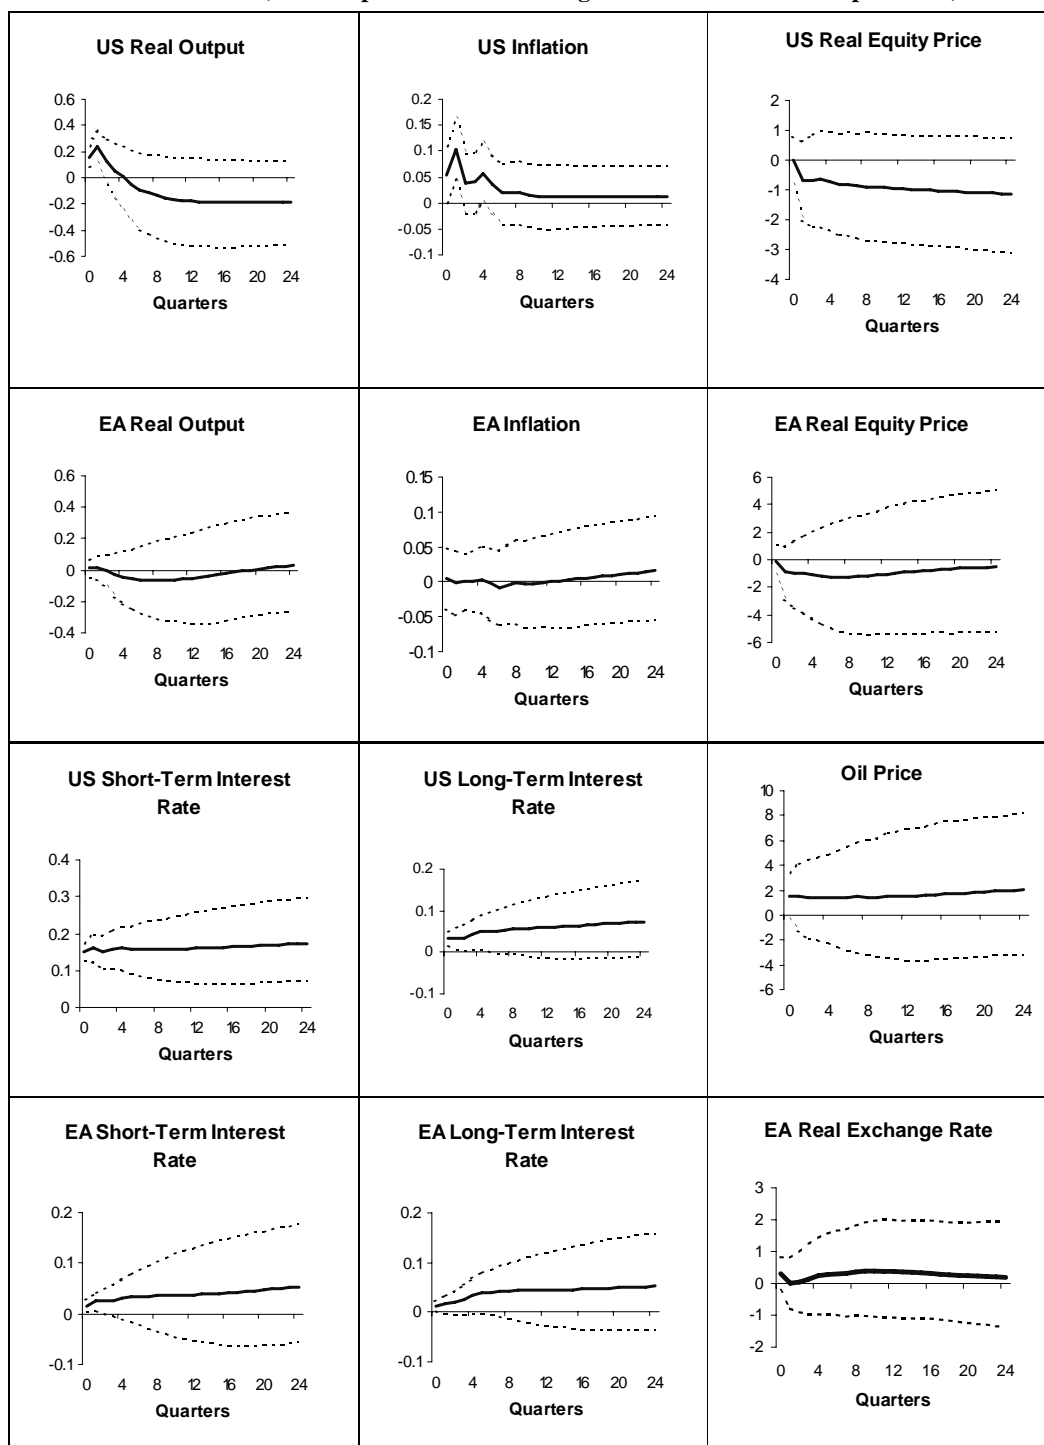 US Real Output
0.6
0.4
0.2
0
-0.2
-0.4
-0.6
0 4 8 12 16 20 24
Quarters
US Inflation
0.2
0.15
0.1
0.05
0
-0.05
-0.1
0 4 8 12 16 20 24
Quarters
US Real Equity Price
2
1
0
-1
-2
-3
-4
0 4 8 12 16 20 24
Quarters
EA Real Output
0.6
0.4
0.2
0
-0.2
-0.4
0 4 8 12 16 20 24
Quarters
EA Inflation
0.15
0.1
0.05
0
-0.05
-0.1
0 4 8 12 16 20 24
Quarters
EA Real Equity Price
6
4
2
0
-2
-4
-6
0 4 8 12 16 20 24
Quarters
US Short-Term Interest
Rate
0.4
0.3
0.2
0.1
0
0 4 8 12 16 20 24
Quarters
US Long-Term Interest
Rate
0.2
0.1
0
-0.1
0 4 8 12 16 20 24
Quarters
Oil Price
10
8
6
4
2
0
-2
-4
-6
0 4 8 12 16 20 24
Quarters
EA Short-Term Interest
Rate
0.2
0.1
0
-0.1
0 4 8 12 16 20 24
Quarters
EA Long-Term Interest
Rate
0.2
0.1
0
-0.1
0 4 8 12 16 20 24
Quarters
EA Real Exchange Rate
3
2
1
0
-1
-2
0 4 8 12 16 20 24
Quarters